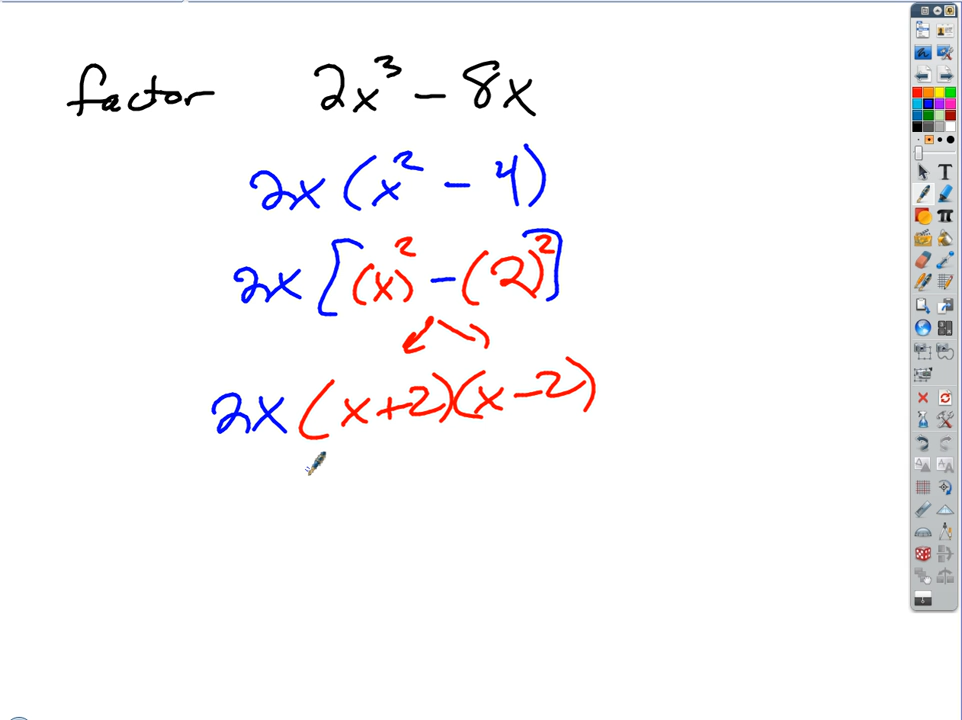 factor 2x³ - 8x
2x (x² - 4)
2x [(x)² - (2)²]
2x (x+2)(x-2)